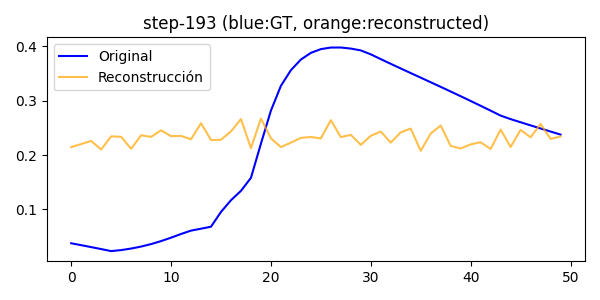 step-193 (blue:GT, orange:reconstructed)
Original
Reconstrucción
0.4
0.3
0.2
0.1
0 10 20 30 40 50